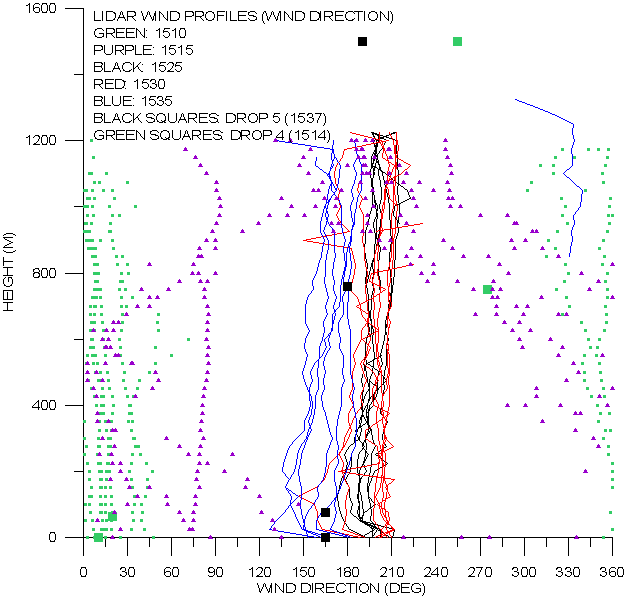 1600
LIDAR WIND PROFILES (WIND DIRECTION)
GREEN: 1510
PURPLE: 1515
BLACK: 1525
RED: 1530
BLUE: 1535
BLACK SQUARES: DROP 5 (1537)
GREEN SQUARES: DROP 4 (1514)
1200
800
400
0
HEIGHT (M)
0 30 60 90 120 150 180 210 240 270 300 330 360
WIND DIRECTION (DEG)